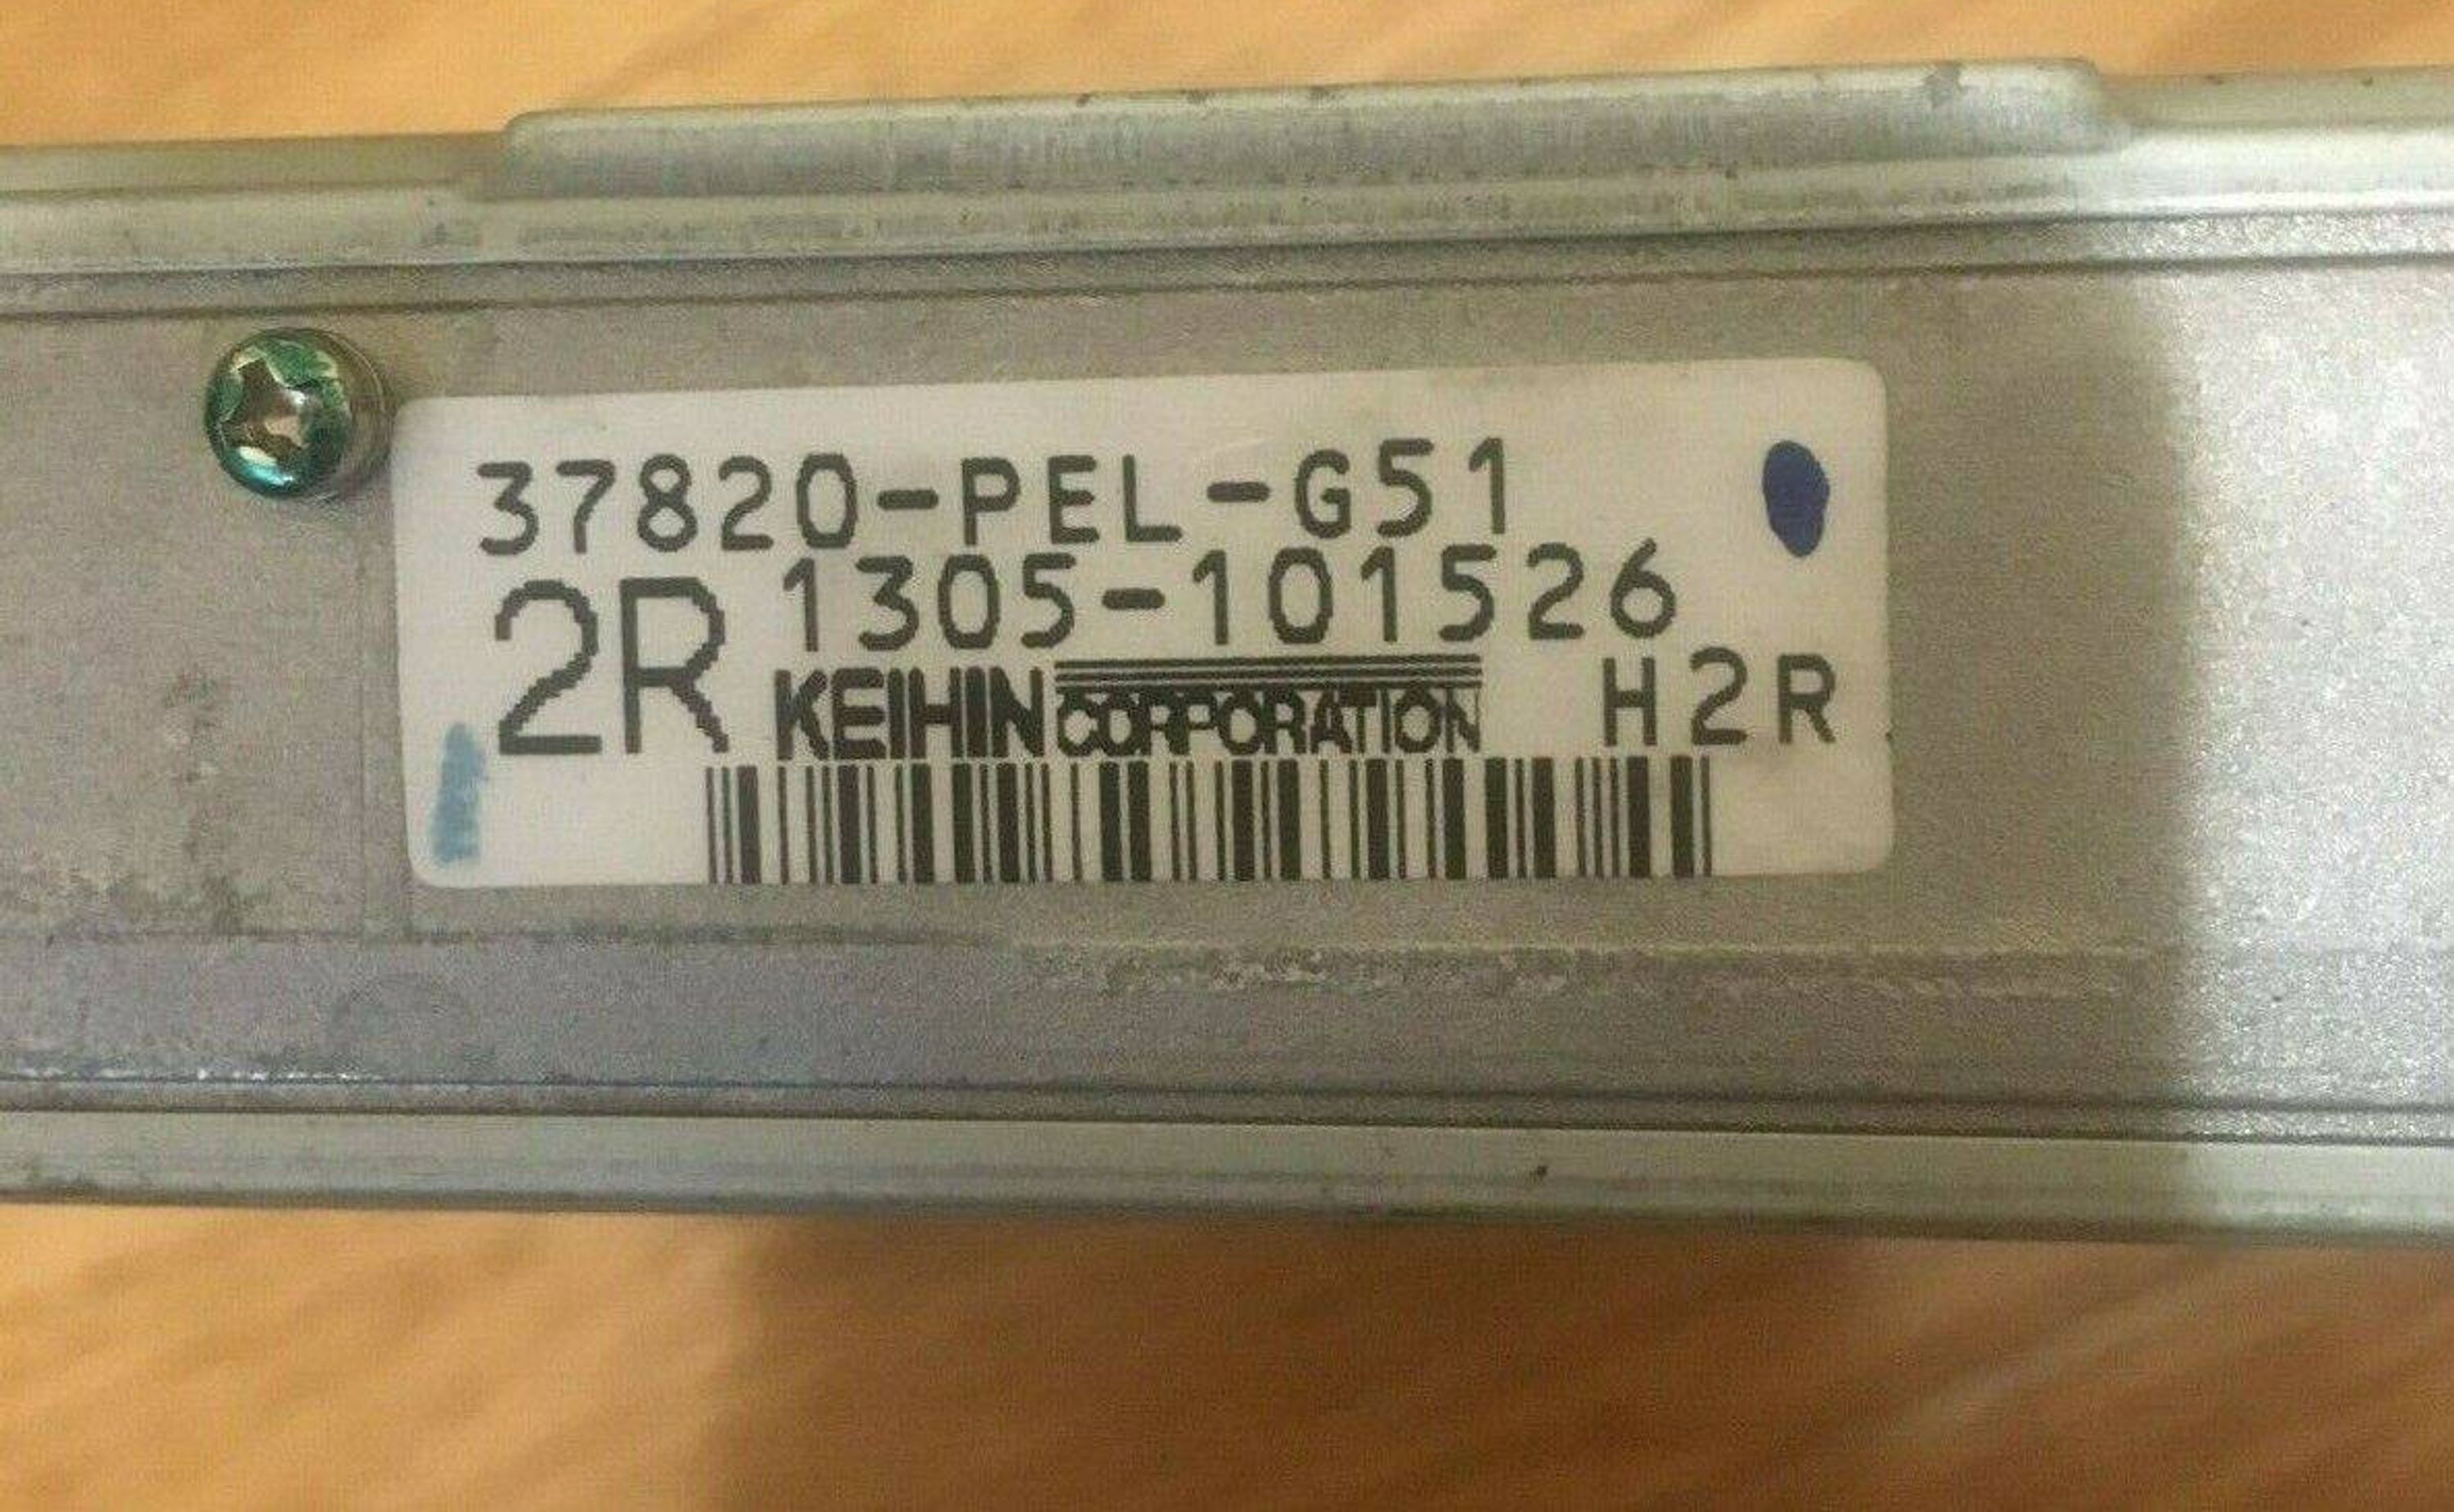 37820-PEL-G51
2R 1305-101526
KEIHIN CORPORATION H2R